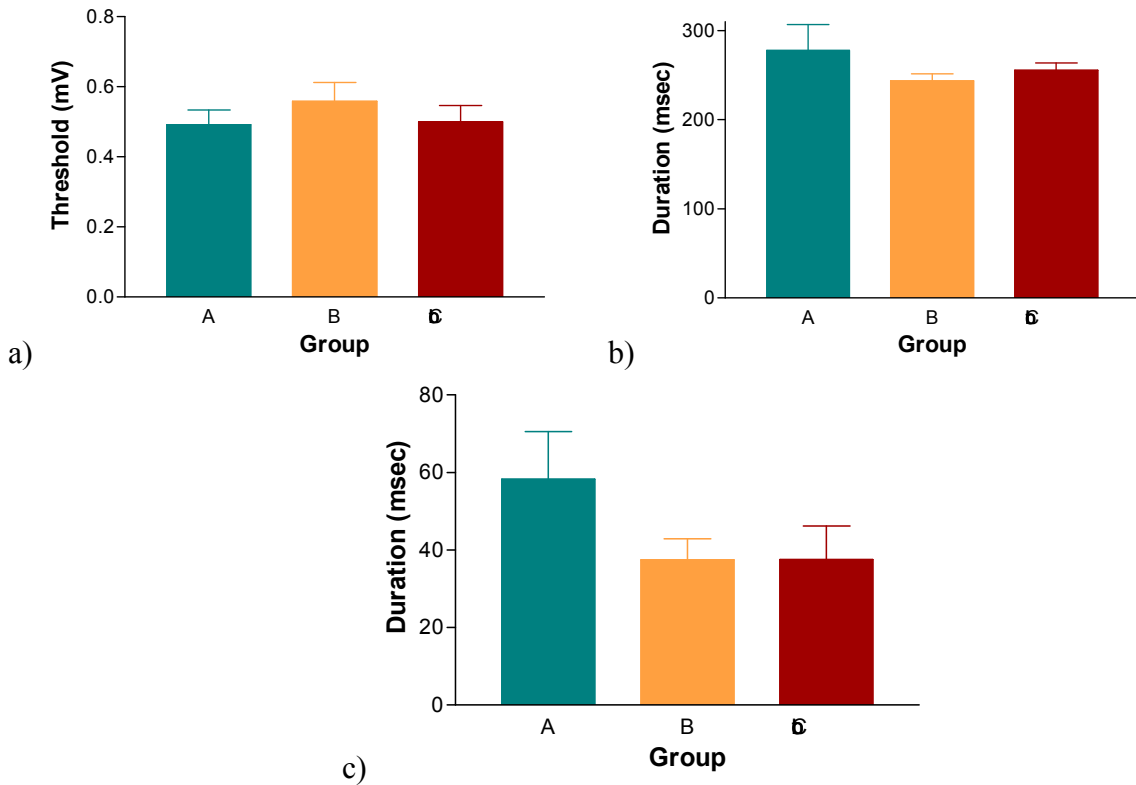 Threshold (mV)
0.8
0.6
0.4
0.2
0.0
A B C
Group
a)
Duration (msec)
300
200
100
0
A B C
Group
b)
Duration (msec)
80
60
40
20
0
A B C
Group
c)